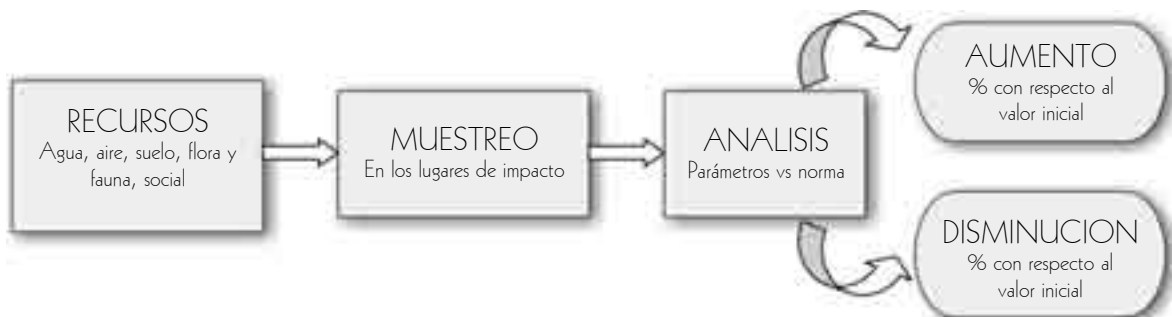 RECURSOS
Agua, aire, suelo, flora y
fauna, social
MUESTREO
En los lugares de impacto
ANALISIS
Parámetros vs norma
AUMENTO
% con respecto al
valor inicial
DISMINUCION
% con respecto al
valor inicial